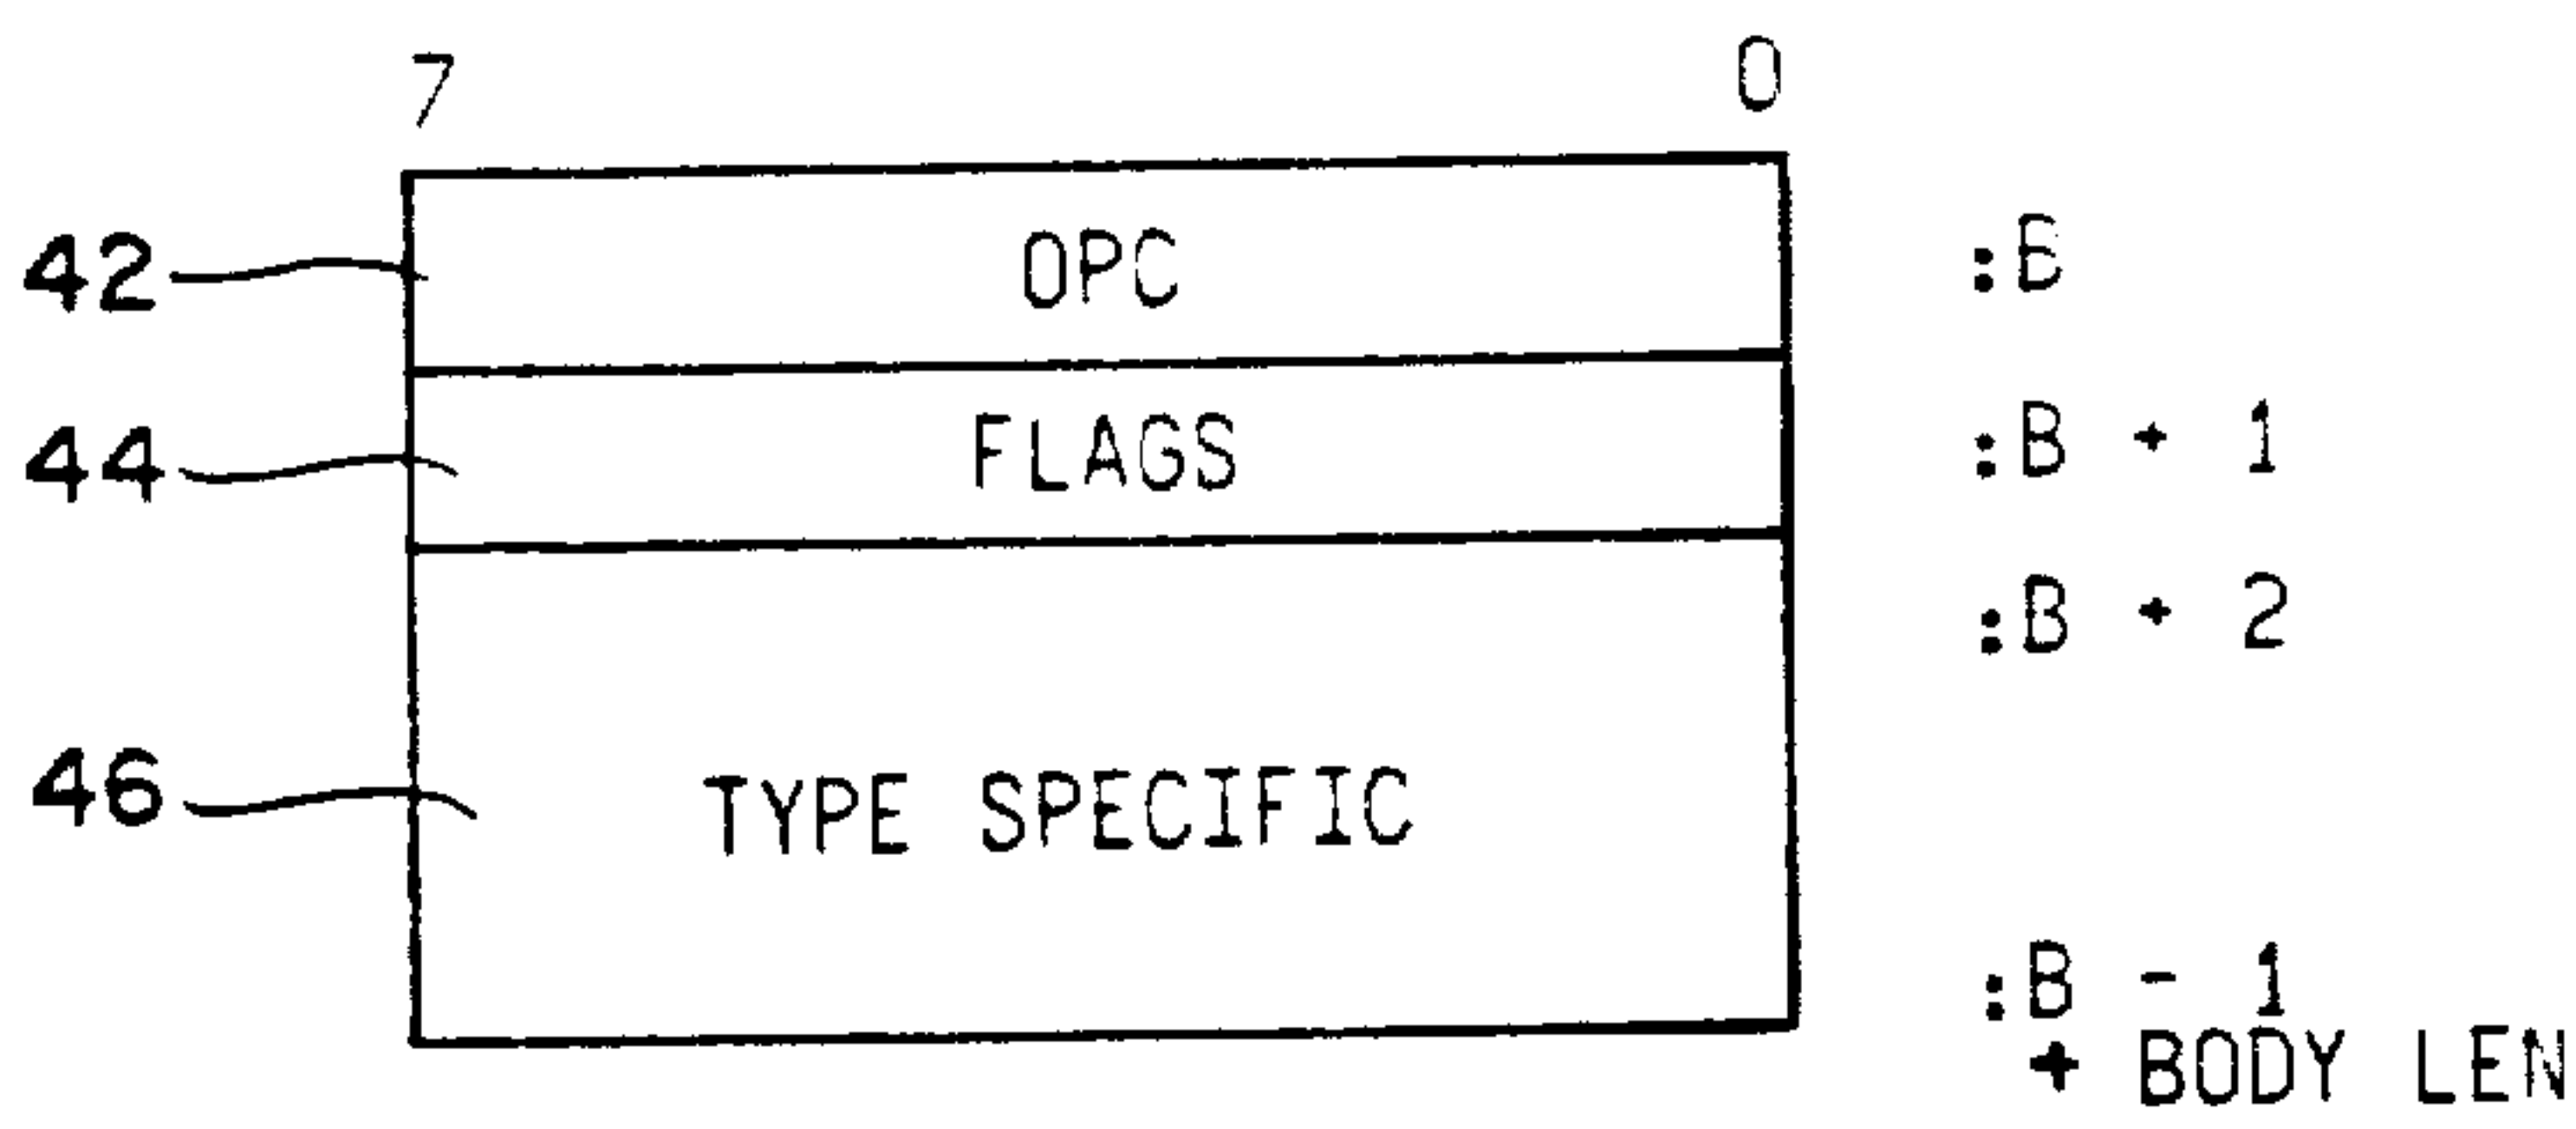 7 0
42 OPC :B
44 FLAGS :B + 1
:B + 2
46 TYPE SPECIFIC
:B - 1
+ BODY LEN